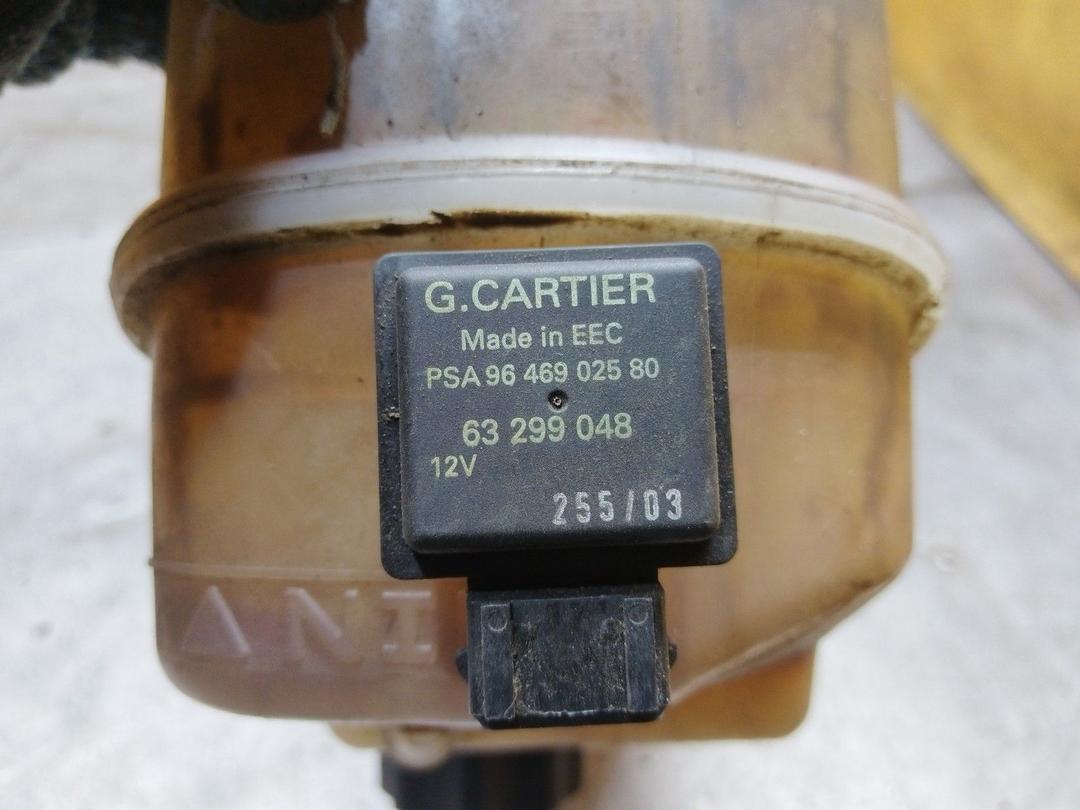 G.CARTIER
Made in EEC
PSA 96 469 025 80
63 299 048
12V
255/03